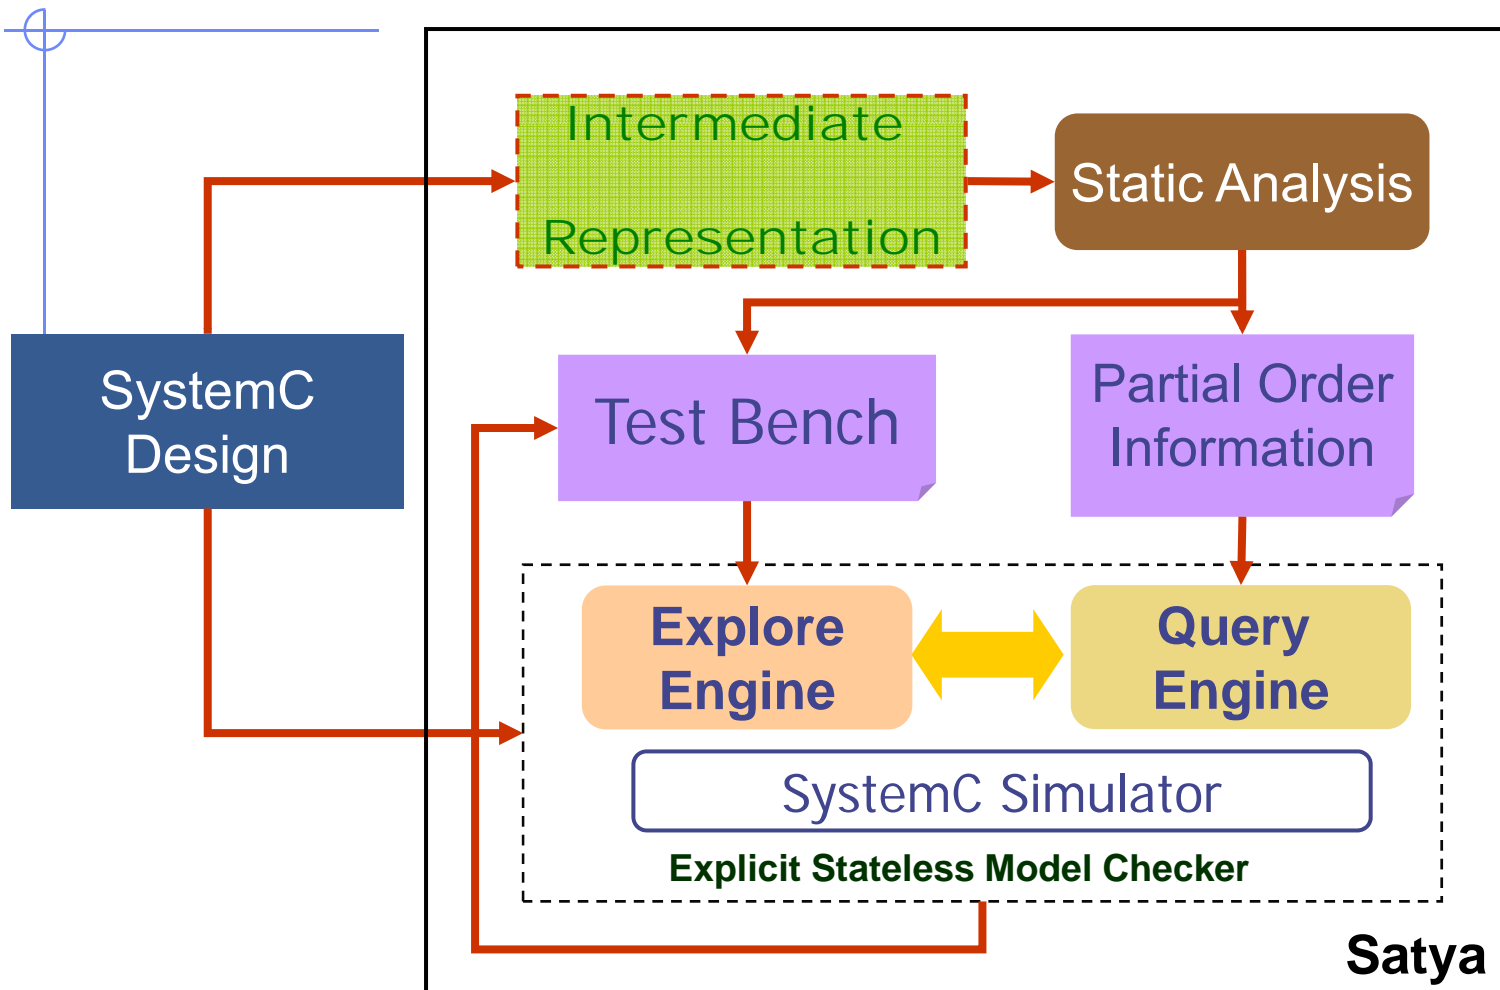 Intermediate
Representation
Static Analysis
SystemC
Design
Test Bench
Partial Order
Information
Explore
Engine
Query
Engine
SystemC Simulator
Explicit Stateless Model Checker
Satya